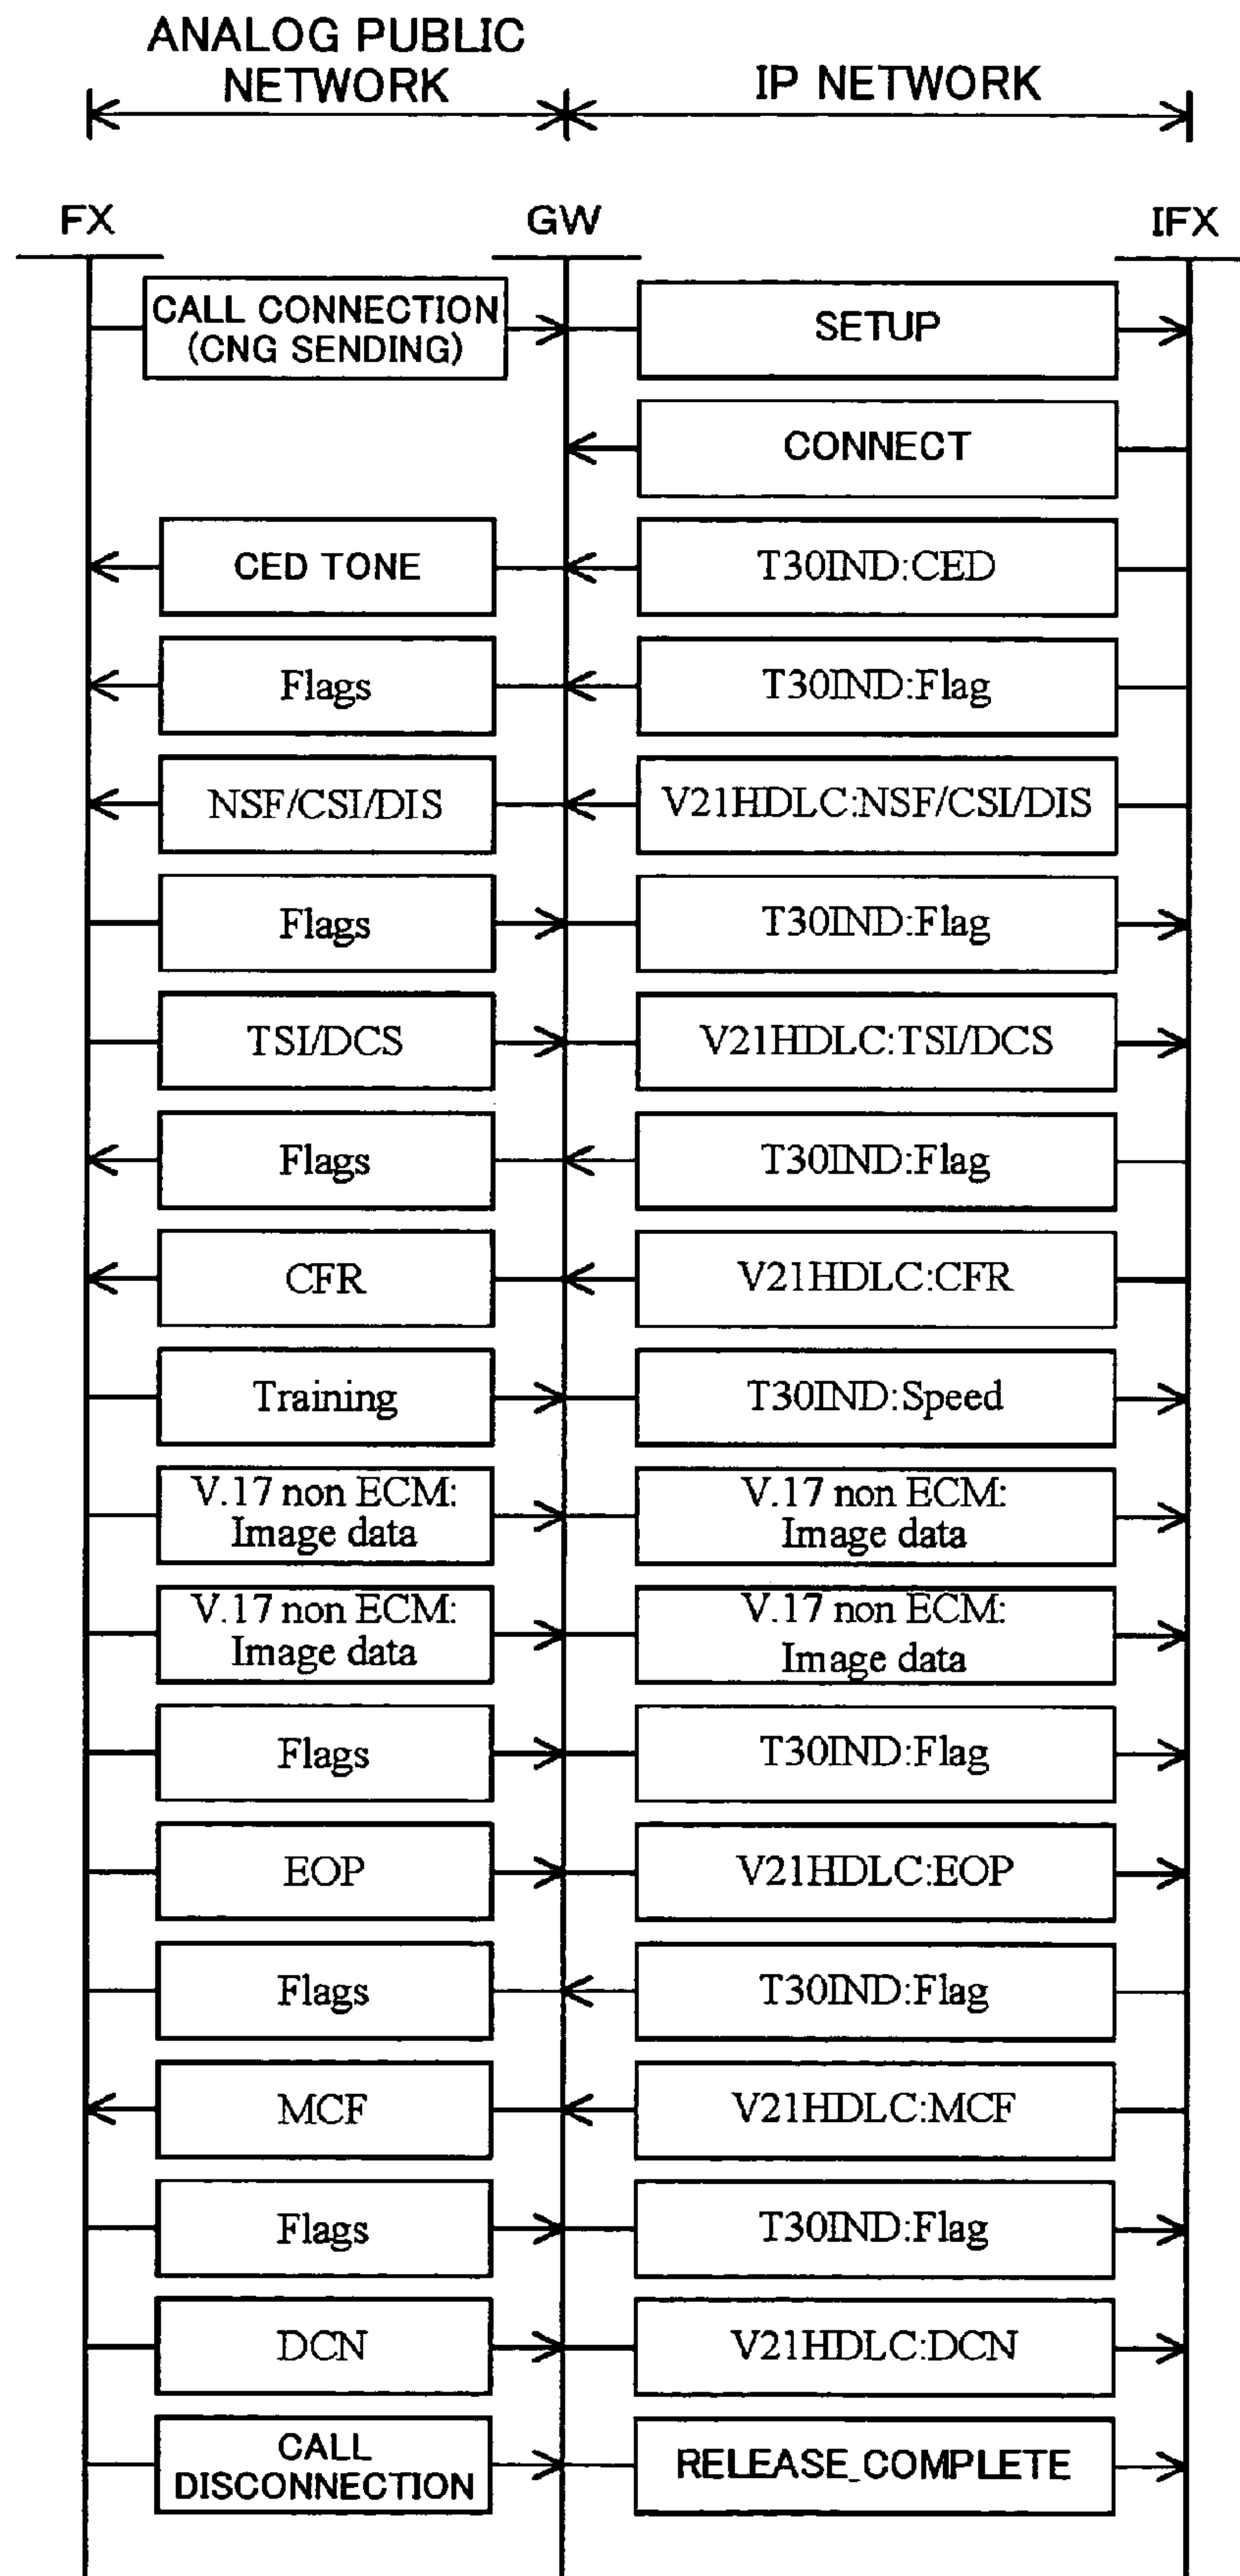 ANALOG PUBLIC
NETWORK
IP NETWORK
FX
GW
IFX
CALL CONNECTION
(CNG SENDING)
SETUP
CONNECT
CED TONE
T30IND:CED
Flags
T30IND:Flag
NSF/CSI/DIS
V21HDLC:NSF/CSI/DIS
Flags
T30IND:Flag
TSI/DCS
V21HDLC:TSI/DCS
Flags
T30IND:Flag
CFR
V21HDLC:CFR
Training
T30IND:Speed
V.17 non ECM:
Image data
V.17 non ECM:
Image data
V.17 non ECM:
Image data
V.17 non ECM:
Image data
Flags
T30IND:Flag
EOP
V21HDLC:EOP
Flags
T30IND:Flag
MCF
V21HDLC:MCF
Flags
T30IND:Flag
DCN
V21HDLC:DCN
CALL
DISCONNECTION
RELEASE_COMPLETE